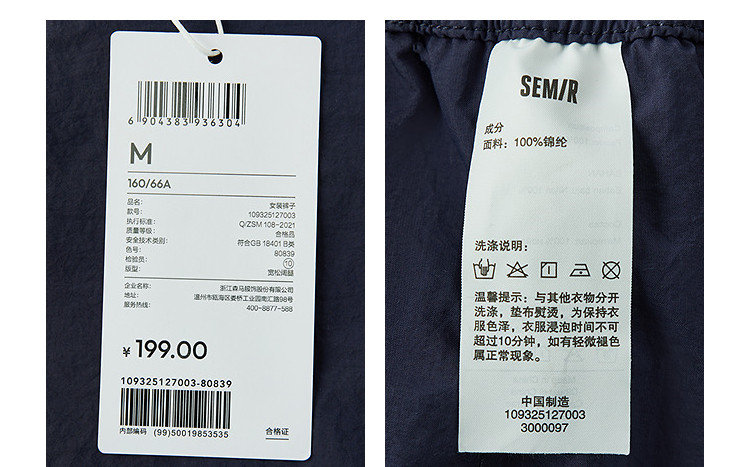 6 904383 936304
M
160/66A
品名: 女装裤子
款号: 109325127003
执行标准: Q/ZSM 108-2021
质量等级: 合格品
安全技术类别: 符合GB 18401 B类
色号: 80839
检验员: 10
版型: 宽松阔腿
企业名称: 浙江森马服饰股份有限公司
地址: 温州市瓯海区娄桥工业园南汇路98号
服务热线: 400-8877-588
¥ 199.00
109325127003-80839
内部编码 (99)50019853535
合格证
SEMIR
成分
面料: 100%锦纶
洗涤说明:
温馨提示: 与其他衣物分开
洗涤, 垫布熨烫, 为保持衣
服色泽, 衣服浸泡时间不可
超过10分钟, 如有轻微褪色
属正常现象。
中国制造
109325127003
3000097